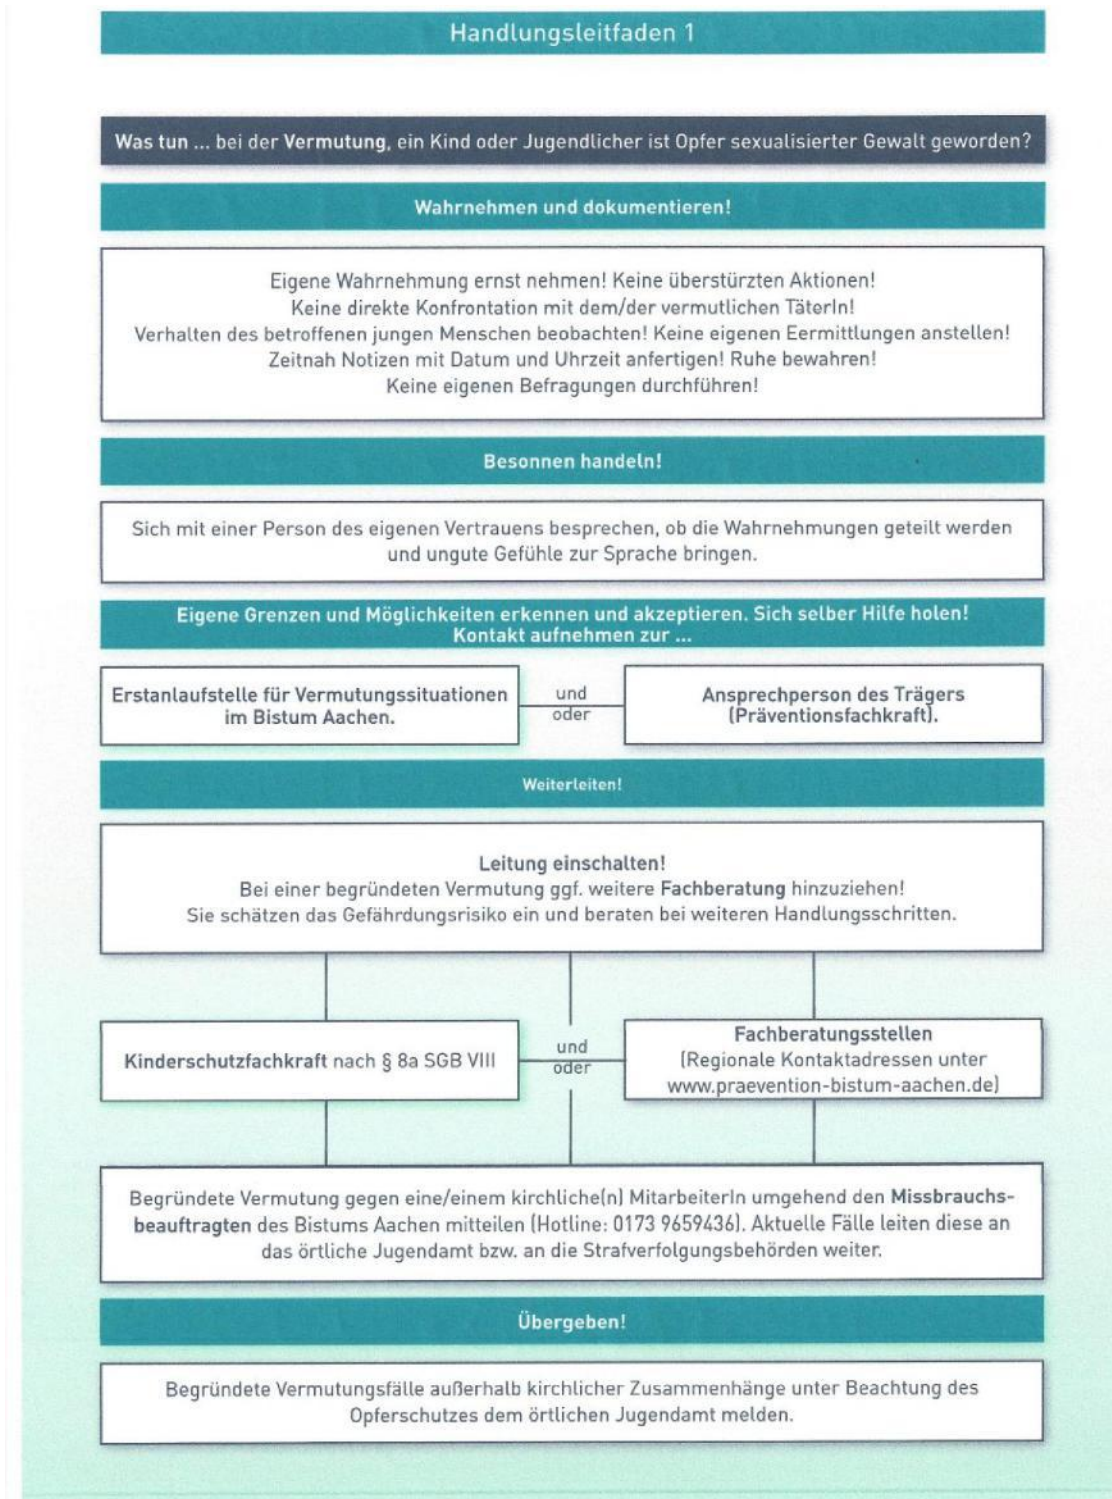 Handlungsleitfaden 1
Was tun ... bei der Vermutung, ein Kind oder Jugendlicher ist Opfer sexualisierter Gewalt geworden?
Wahrnehmen und dokumentieren!
Eigene Wahrnehmung ernst nehmen! Keine überstürzten Aktionen!
Keine direkte Konfrontation mit dem/der vermutlichen TäterIn!
Verhalten des betroffenen jungen Menschen beobachten! Keine eigenen Eermittlungen anstellen!
Zeitnah Notizen mit Datum und Uhrzeit anfertigen! Ruhe bewahren!
Keine eigenen Befragungen durchführen!
Besonnen handeln!
Sich mit einer Person des eigenen Vertrauens besprechen, ob die Wahrnehmungen geteilt werden
und ungute Gefühle zur Sprache bringen.
Eigene Grenzen und Möglichkeiten erkennen und akzeptieren. Sich selber Hilfe holen!
Kontakt aufnehmen zur ...
Erstanlaufstelle für Vermutungssituationen
im Bistum Aachen.
und
oder
Ansprechperson des Trägers
(Präventionsfachkraft).
Weiterleiten!
Leitung einschalten!
Bei einer begründeten Vermutung ggf. weitere Fachberatung hinzuziehen!
Sie schätzen das Gefährdungsrisiko ein und beraten bei weiteren Handlungsschritten.
Kinderschutzfachkraft nach § 8a SGB VIII
und
oder
Fachberatungsstellen
(Regionale Kontaktadressen unter
www.praevention-bistum-aachen.de)
Begründete Vermutung gegen eine/einem kirchliche(n) MitarbeiterIn umgehend den Missbrauchs-
beauftragten des Bistums Aachen mitteilen (Hotline: 0173 9659436). Aktuelle Fälle leiten diese an
das örtliche Jugendamt bzw. an die Strafverfolgungsbehörden weiter.
Übergeben!
Begründete Vermutungsfälle außerhalb kirchlicher Zusammenhänge unter Beachtung des
Opferschutzes dem örtlichen Jugendamt melden.